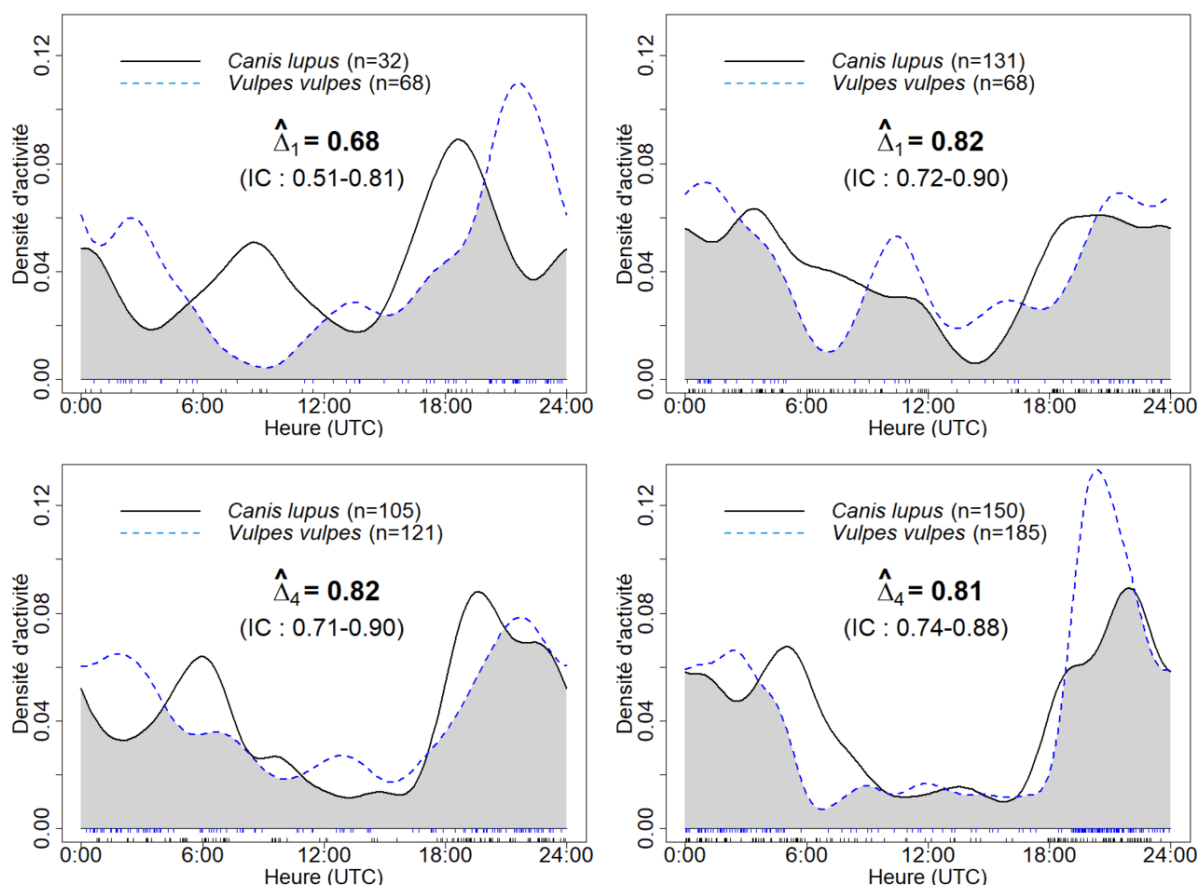 Canis lupus (n=32)
Vulpes vulpes (n=68)
Δ̂₁ = 0.68
(IC : 0.51-0.81)
Densité d'activité
0.00 0.04 0.08 0.12
0:00 6:00 12:00 18:00 24:00
Heure (UTC)
Canis lupus (n=131)
Vulpes vulpes (n=68)
Δ̂₁ = 0.82
(IC : 0.72-0.90)
Densité d'activité
0.00 0.04 0.08 0.12
0:00 6:00 12:00 18:00 24:00
Heure (UTC)
Canis lupus (n=105)
Vulpes vulpes (n=121)
Δ̂₄ = 0.82
(IC : 0.71-0.90)
Densité d'activité
0.00 0.04 0.08 0.12
0:00 6:00 12:00 18:00 24:00
Heure (UTC)
Canis lupus (n=150)
Vulpes vulpes (n=185)
Δ̂₄ = 0.81
(IC : 0.74-0.88)
Densité d'activité
0.00 0.04 0.08 0.12
0:00 6:00 12:00 18:00 24:00
Heure (UTC)